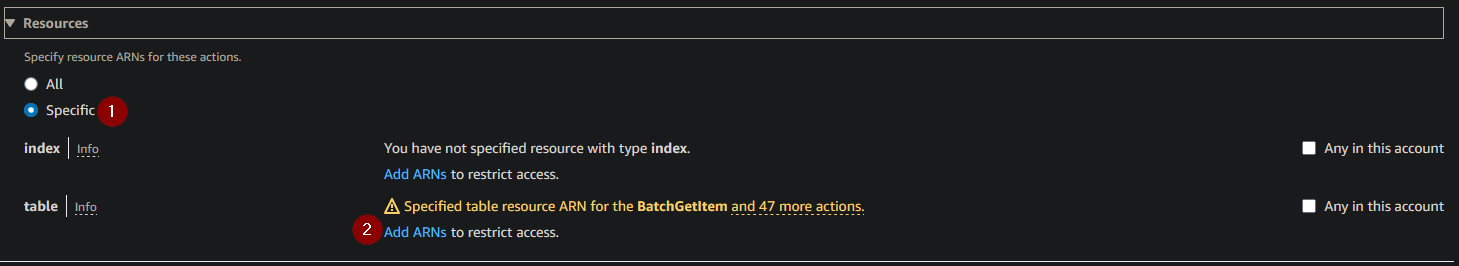 Resources
Specify resource ARNs for these actions.
All
Specific 1
index Info You have not specified resource with type index. Any in this account
Add ARNs to restrict access.
table Info Specified table resource ARN for the BatchGetItem and 47 more actions. Any in this account
2 Add ARNs to restrict access.